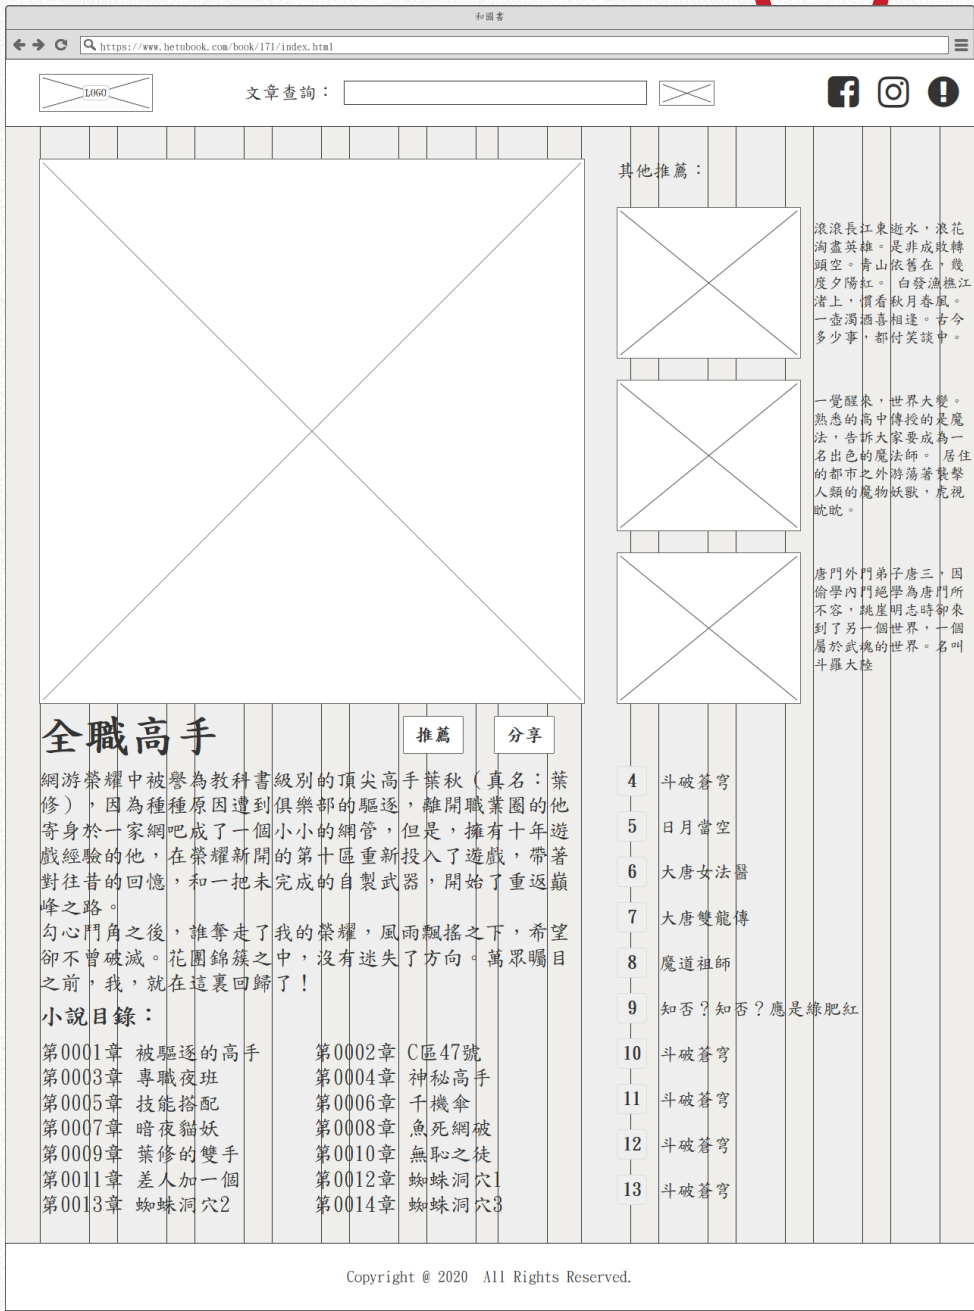 和圖書
https://www.hetubook.com/book/171/index.html
LOGO
文章查詢：
其他推薦：
滾滾長江東逝水，浪花
淘盡英雄。是非成敗轉
頭空。青山依舊在，幾
度夕陽紅。 白發漁樵江
渚上，慣看秋月春風。
一壺濁酒喜相逢。古今
多少事，都付笑談中。
一覺醒來，世界大變。
熟悉的高中傳授的是魔
法，告訴大家要成為一
名出色的魔法師。 居住
的都市之外游蕩著襲擊
人類的魔物妖獸，虎視
眈眈。
唐門外門弟子唐三，因
偷學內門絕學為唐門所
不容，跳崖明志時卻來
到了另一個世界，一個
屬於武魂的世界。名叫
斗羅大陸
全職高手
推薦
分享
網游榮耀中被譽為教科書級別的頂尖高手葉秋（真名：葉
修），因為種種原因遭到俱樂部的驅逐，離開職業圈的他
寄身於一家網吧成了一個小小的網管，但是，擁有十年遊
戲經驗的他，在榮耀新開的第十區重新投入了遊戲，帶著
對往昔的回憶，和一把未完成的自製武器，開始了重返巔
峰之路。
勾心鬥角之後，誰奪走了我的榮耀，風雨飄搖之下，希望
卻不曾破滅。花團錦簇之中，沒有迷失了方向。萬眾矚目
之前，我，就在這裏回歸了！
小說目錄：
第0001章 被驅逐的高手
第0002章 C區47號
第0003章 專職夜班
第0004章 神秘高手
第0005章 技能搭配
第0006章 千機傘
第0007章 暗夜貓妖
第0008章 魚死網破
第0009章 葉修的雙手
第0010章 無恥之徒
第0011章 差人加一個
第0012章 蜘蛛洞穴1
第0013章 蜘蛛洞穴2
第0014章 蜘蛛洞穴3
4 斗破蒼穹
5 日月當空
6 大唐女法醫
7 大唐雙龍傳
8 魔道祖師
9 知否？知否？應是綠肥紅
10 斗破蒼穹
11 斗破蒼穹
12 斗破蒼穹
13 斗破蒼穹
Copyright @ 2020 All Rights Reserved.